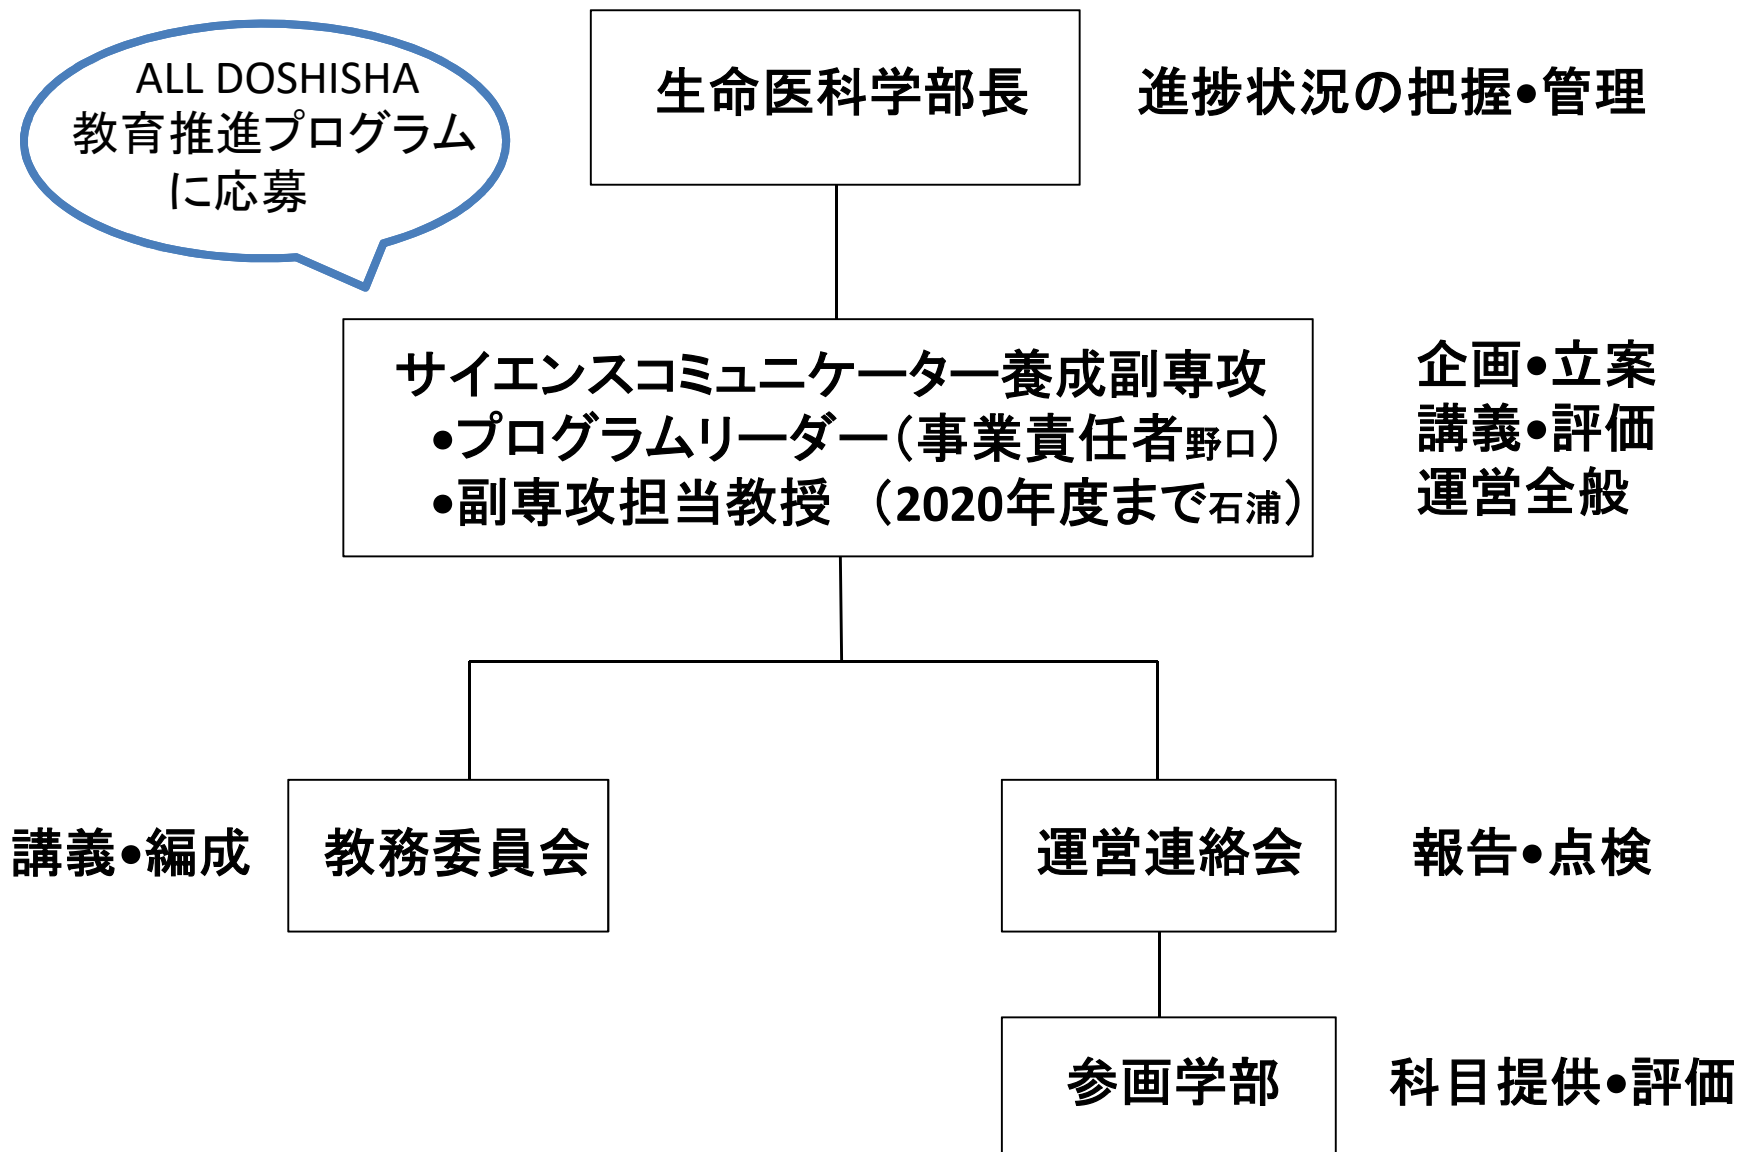 ALL DOSHISHA
教育推進プログラム
に応募
生命医科学部長
進捗状況の把握•管理
サイエンスコミュニケーター養成副専攻
•プログラムリーダー(事業責任者野口)
•副専攻担当教授 (2020年度まで石浦)
企画•立案
講義•評価
運営全般
講義•編成
教務委員会
運営連絡会
報告•点検
参画学部
科目提供•評価